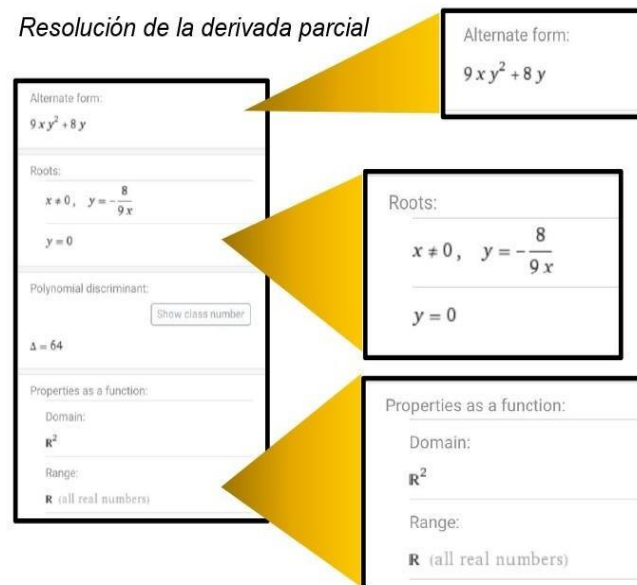 Resolución de la derivada parcial
Alternate form:
9 x y² + 8 y
Roots:
x ≠ 0, y = - 8 / 9 x
y = 0
Polynomial discriminant:
Show class number
Δ = 64
Properties as a function:
Domain:
ℝ²
Range:
ℝ (all real numbers)
Alternate form:
9 x y² + 8 y
Roots:
x ≠ 0, y = - 8 / 9 x
y = 0
Properties as a function:
Domain:
ℝ²
Range:
ℝ (all real numbers)